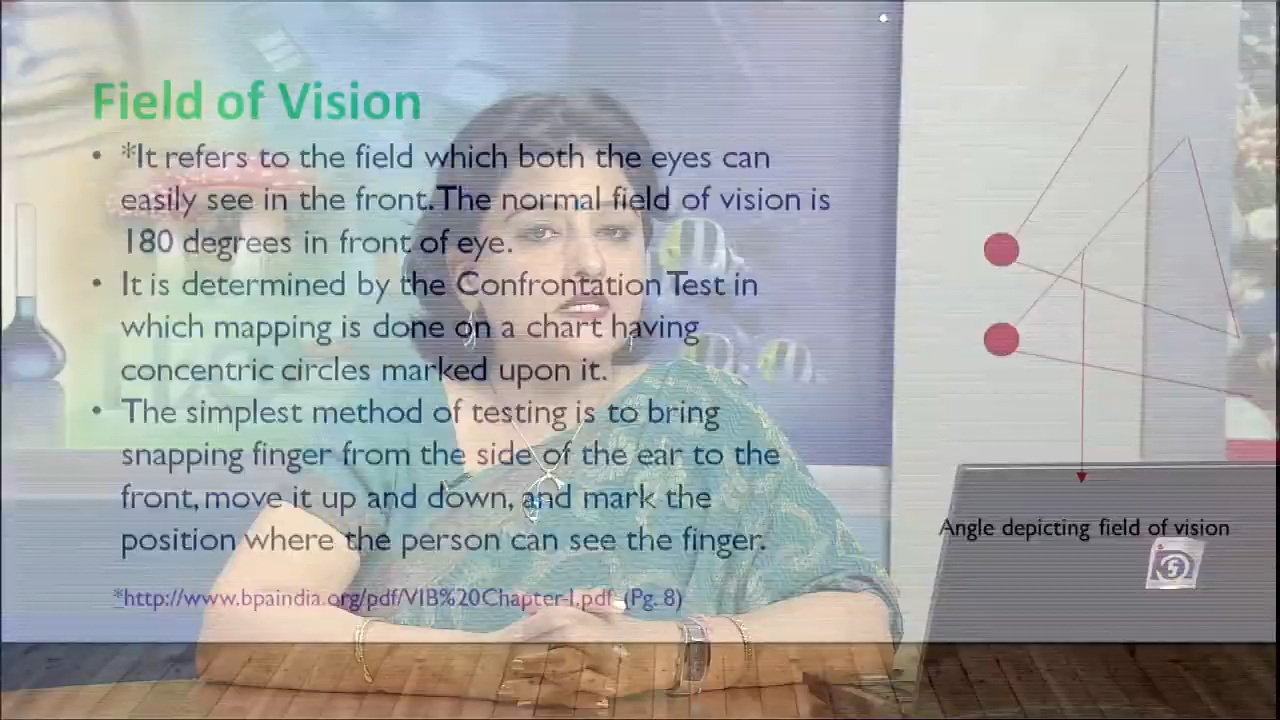 Field of Vision
• *It refers to the field which both the eyes can
easily see in the front. The normal field of vision is
180 degrees in front of eye.
• It is determined by the Confrontation Test in
which mapping is done on a chart having
concentric circles marked upon it.
• The simplest method of testing is to bring
snapping finger from the side of the ear to the
front, move it up and down, and mark the
position where the person can see the finger.
*http://www.bpaindia.org/pdf/VIB%20Chapter-I.pdf (Pg. 8)
Angle depicting field of vision